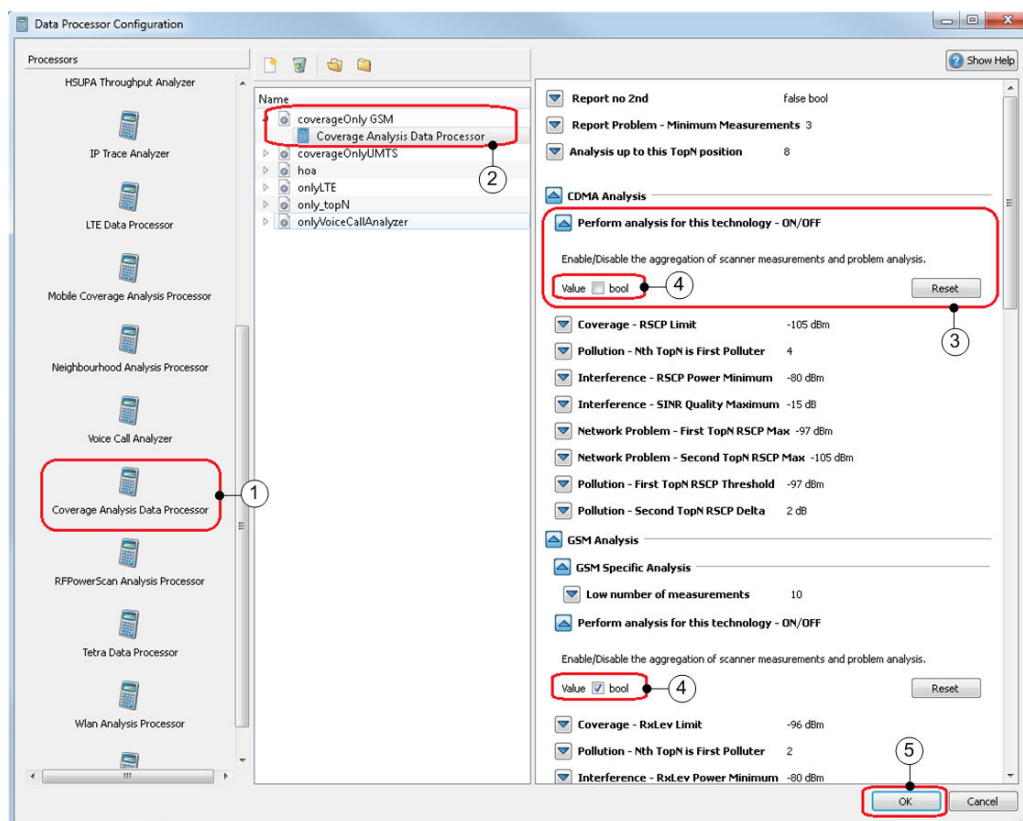 Data Processor Configuration
Processors
HSUPA Throughput Analyzer
IP Trace Analyzer
LTE Data Processor
Mobile Coverage Analysis Processor
Neighbourhood Analysis Processor
Voice Call Analyzer
Coverage Analysis Data Processor
1
RFPowerScan Analysis Processor
Tetra Data Processor
Wlan Analysis Processor
Name
coverageOnly GSM
Coverage Analysis Data Processor
2
coverageOnlyUMTS
hoa
onlyLTE
only_topN
onlyVoiceCallAnalyzer
Show Help
Report no 2nd false bool
Report Problem - Minimum Measurements 3
Analysis up to this TopN position 8
CDMA Analysis
Perform analysis for this technology - ON/OFF
Enable/Disable the aggregation of scanner measurements and problem analysis.
Value bool 4 Reset
3
Coverage - RSCP Limit -105 dBm
Pollution - Nth TopN is First Polluter 4
Interference - RSCP Power Minimum -80 dBm
Interference - SINR Quality Maximum -15 dB
Network Problem - First TopN RSCP Max -97 dBm
Network Problem - Second TopN RSCP Max -105 dBm
Pollution - First TopN RSCP Threshold -97 dBm
Pollution - Second TopN RSCP Delta 2 dB
GSM Analysis
GSM Specific Analysis
Low number of measurements 10
Perform analysis for this technology - ON/OFF
Enable/Disable the aggregation of scanner measurements and problem analysis.
Value bool 4 Reset
Coverage - RxLev Limit -96 dBm
Pollution - Nth TopN is First Polluter 2
Interference - RxLev Power Minimum -80 dBm
5
OK Cancel